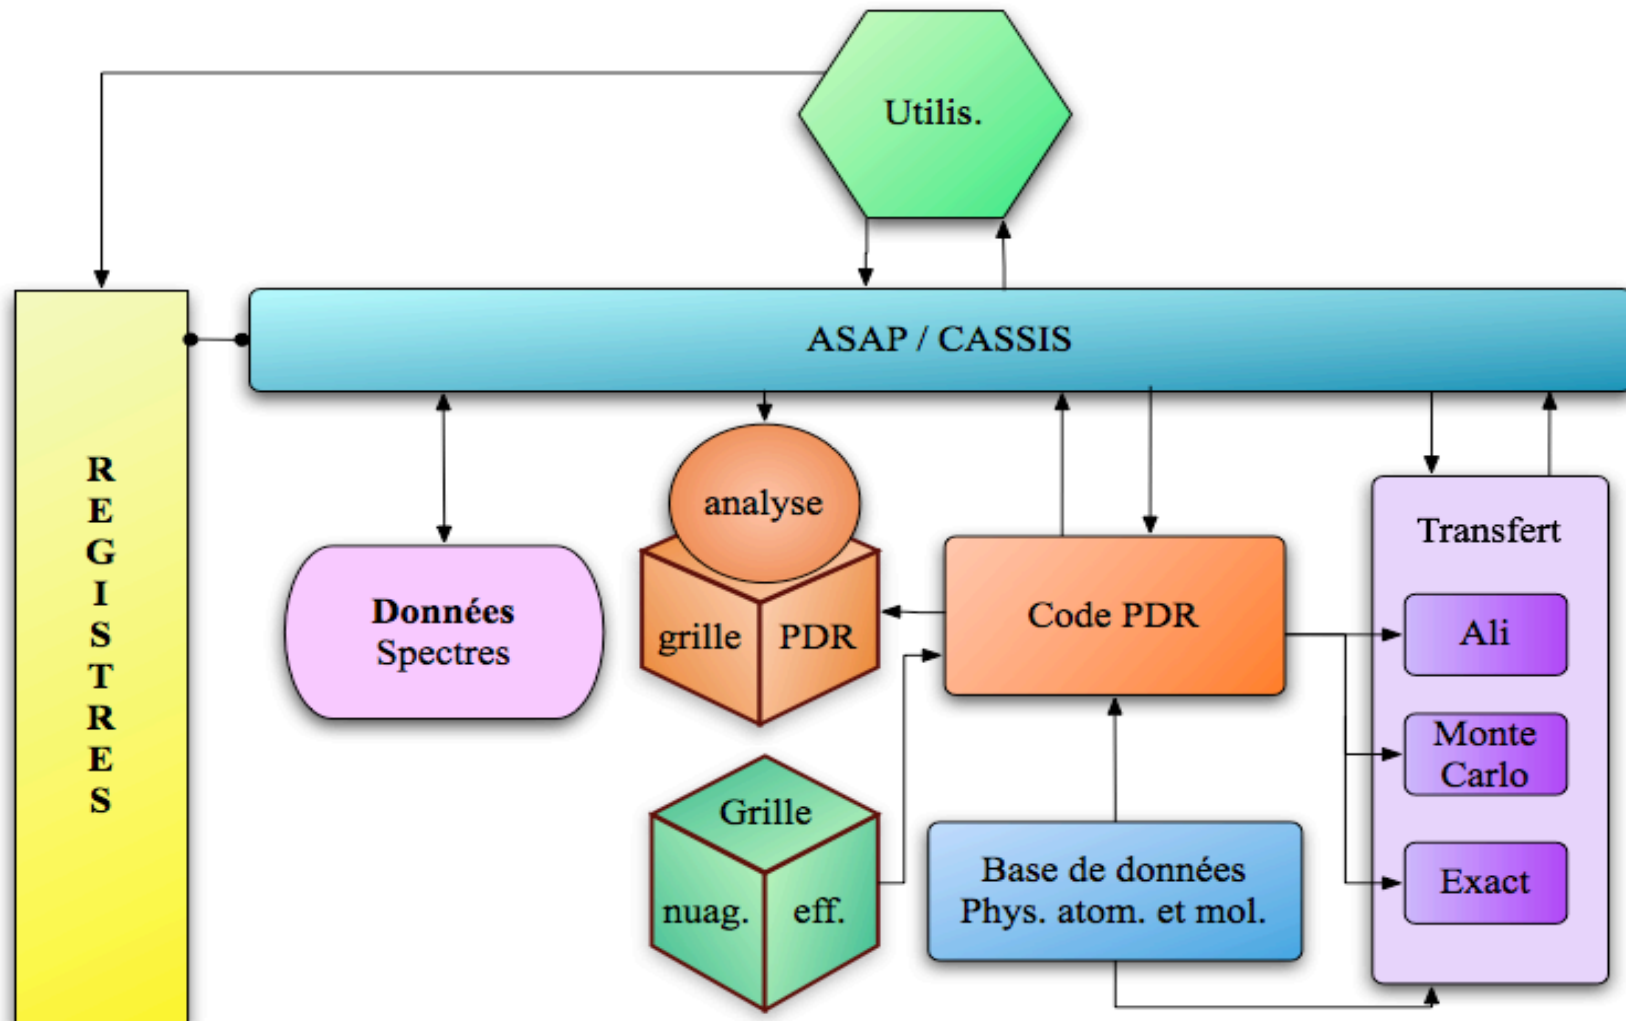 Utilis.
ASAP / CASSIS
R
E
G
I
S
T
R
E
S
Données
Spectres
analyse
grille
PDR
Code PDR
Transfert
Ali
Monte
Carlo
Exact
Grille
nuag.
eff.
Base de données
Phys. atom. et mol.